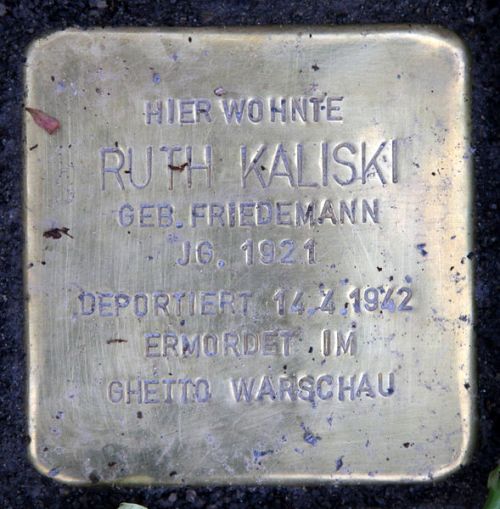 HIER WOHNTE
RUTH KALISKI
GEB. FRIEDEMANN
JG. 1921
DEPORTIERT 14.4.1942
ERMORDET IM
GHETTO WARSCHAU